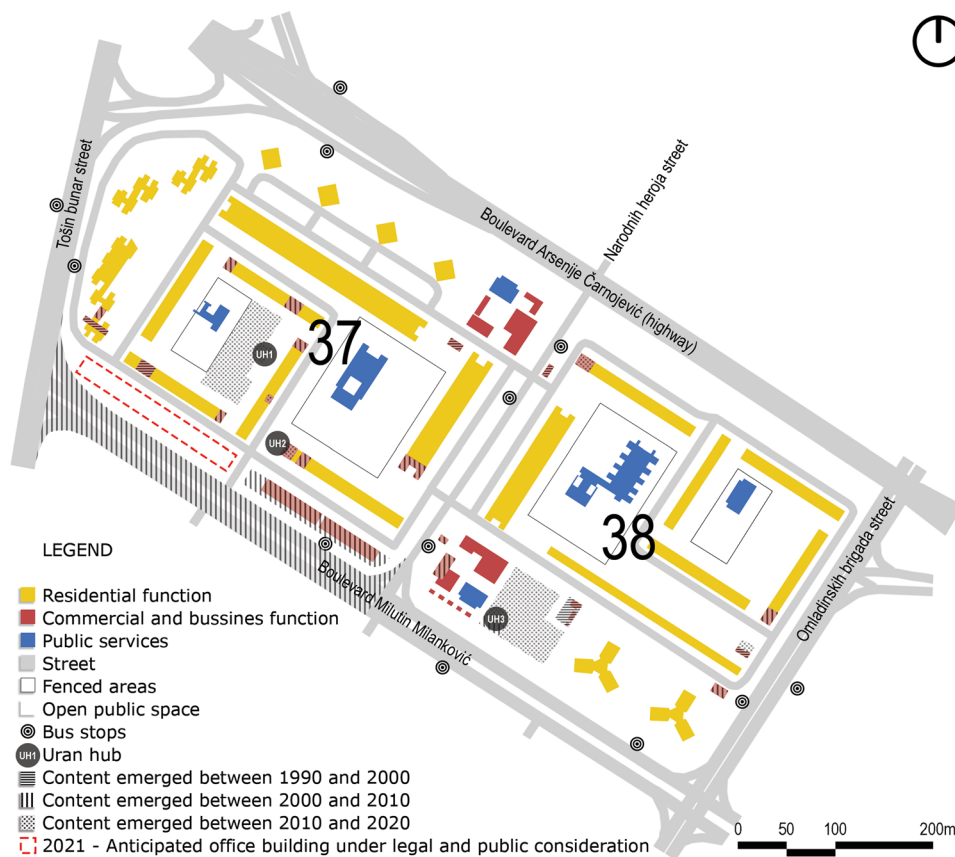 Narodnih heroja street
Tošin bunar street
Boulevard Arsenije Čarnojević (highway)
37
UH1
UH2
38
LEGEND
Boulevard Milutin Milanković
Omladinskih brigada street
Residential function
Commercial and bussines function
UH3
Public services
Street
Fenced areas
Open public space
Bus stops
UH1 Uran hub
Content emerged between 1990 and 2000
Content emerged between 2000 and 2010
Content emerged between 2010 and 2020
2021 - Anticipated office building under legal and public consideration
0 50 100 200m